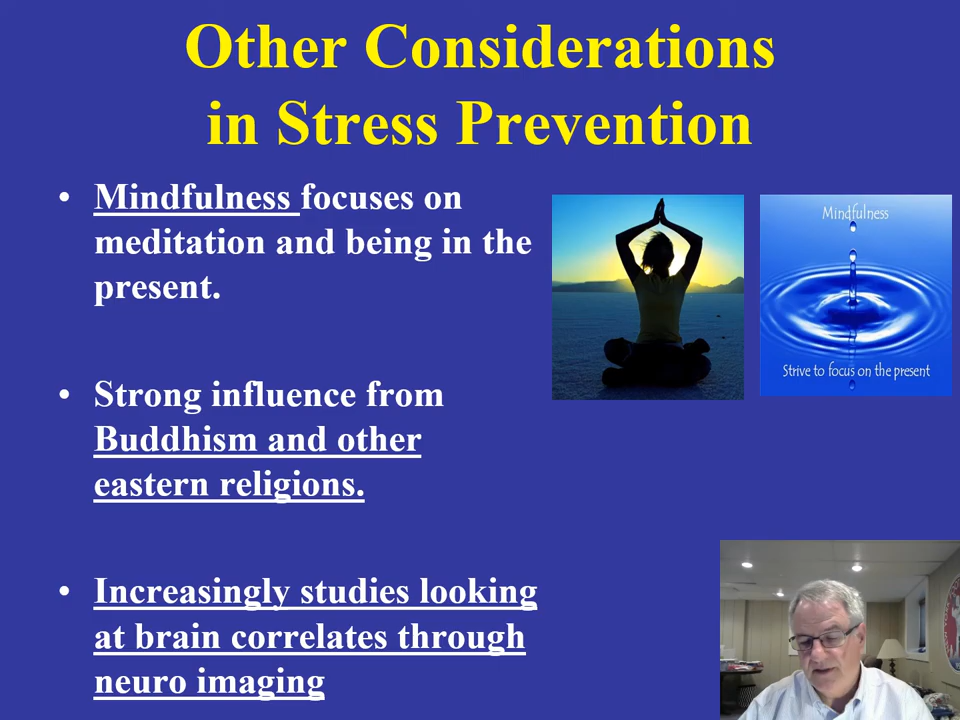 Other Considerations
in Stress Prevention
• Mindfulness focuses on
meditation and being in the
present.
• Strong influence from
Buddhism and other
eastern religions.
• Increasingly studies looking
at brain correlates through
neuro imaging
Mindfulness
Strive to focus on the present